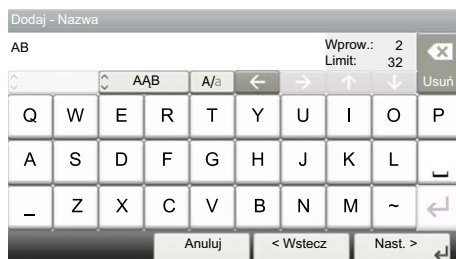 Dodaj - Nazwa
AB
Wprow.: 2
Limit: 32
AĄB A/a Usuń
Q W E R T Y U I O P
A S D F G H J K L
_ Z X C V B N M ~
Anuluj < Wstecz Nast. >